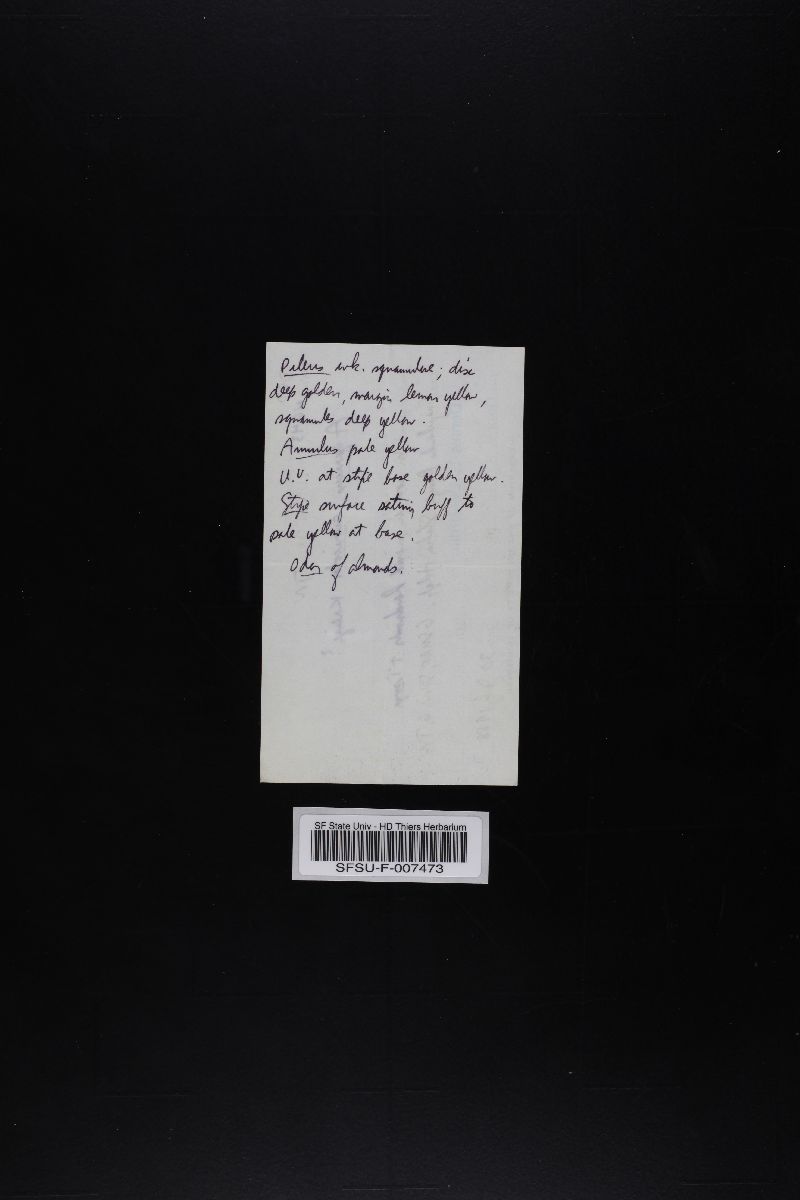 Pileus wk. squamulose; disc
deep golden, margin lemon yellow,
squamules deep yellow.
Annulus pale yellow
U.V. at stipe base golden yellow.
Stipe surface satiny, buff to
pale yellow at base.
Odor of almonds.
SF State Univ - HD Thiers Herbarium
SFSU-F-007473